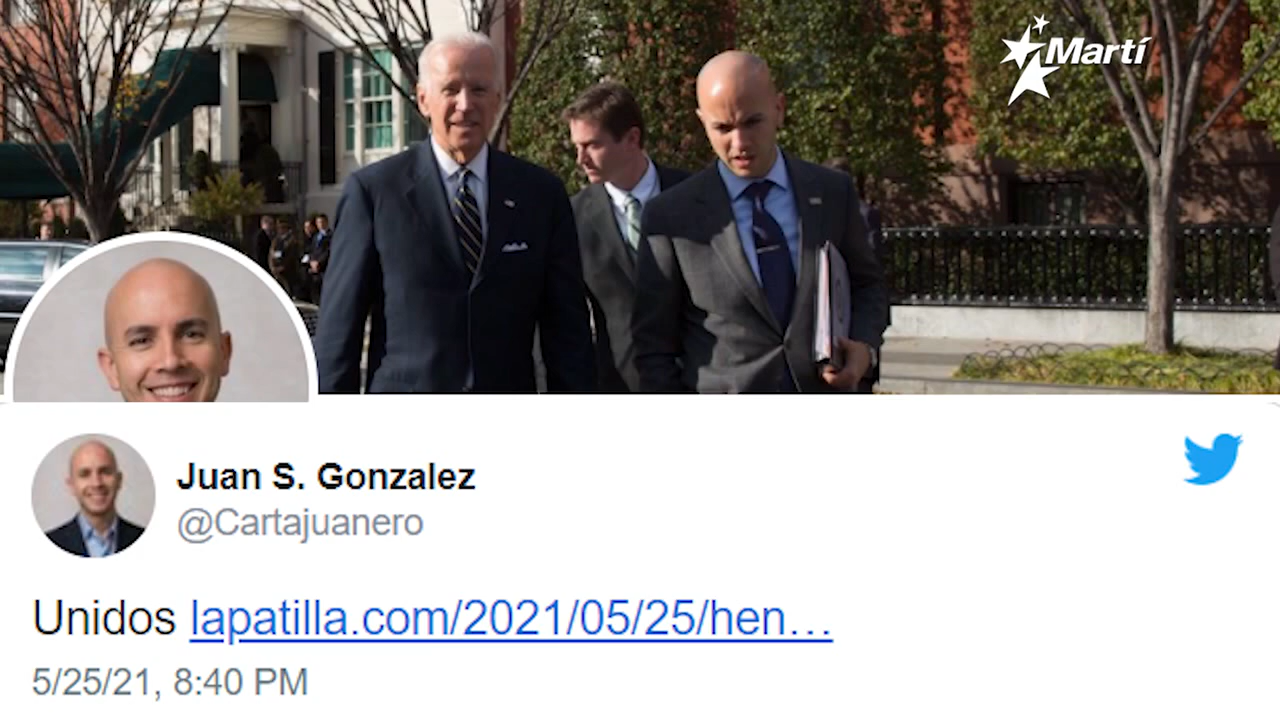 Martí
Juan S. Gonzalez
@Cartajuanero
Unidos lapatilla.com/2021/05/25/hen…
5/25/21, 8:40 PM